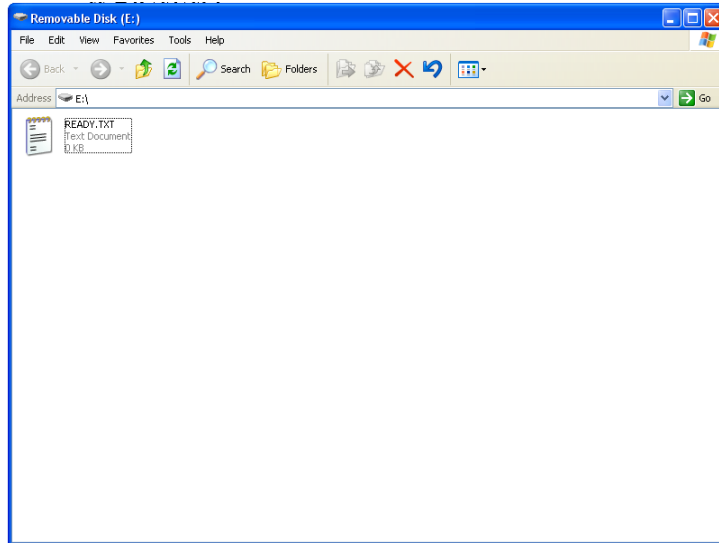 Removable Disk (E:)
File Edit View Favorites Tools Help
Back Search Folders
Address E:\ Go
READY.TXT
Text Document
0 KB